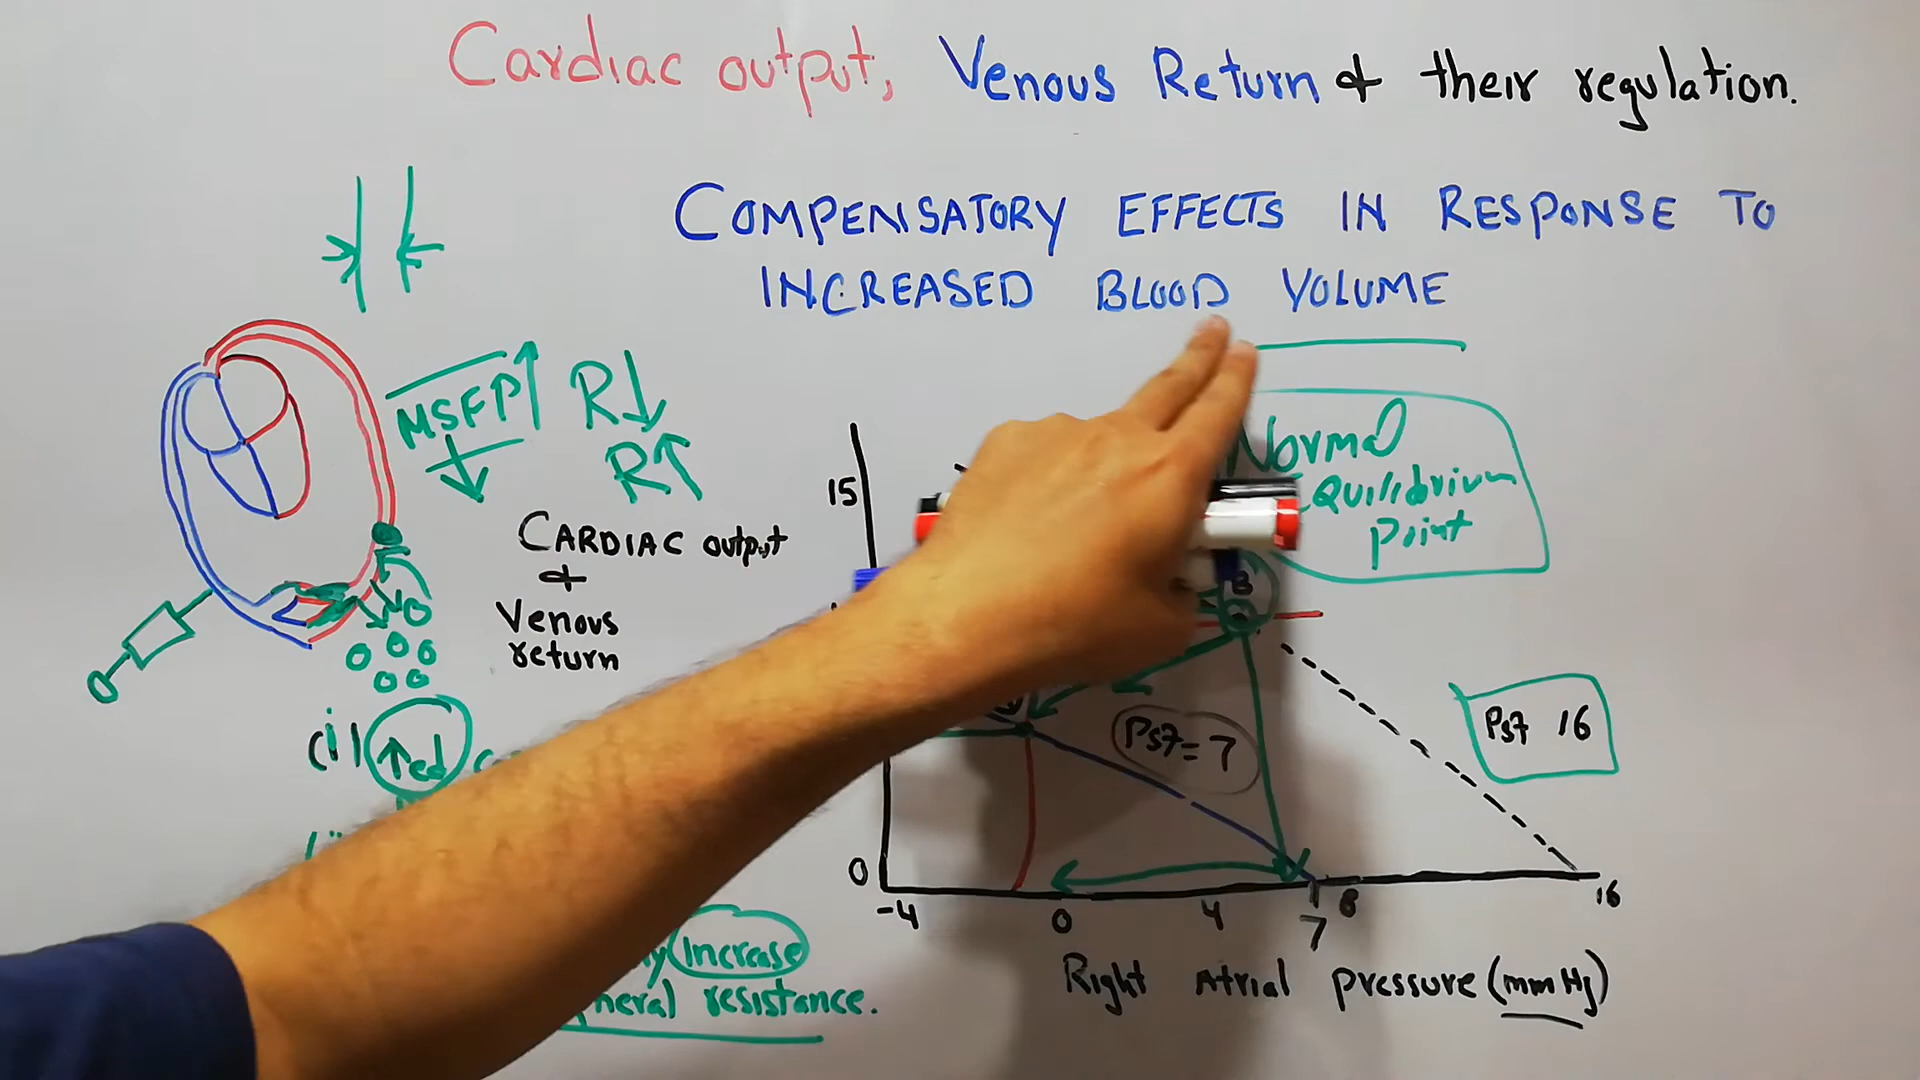 Cardiac output, Venous Return & their regulation.
COMPENSATORY EFFECTS IN RESPONSE TO
INCREASED BLOOD VOLUME
MSFP↑ R↓
↓ R↑
CARDIAC output
&
Venous
return
(i) ↑ed
increase
resistance.
Normal
Equilibrium
point
15
B
Psf = 7
Psf 16
0
-4 0 4 7 8 16
Right Atrial pressure (mmHg)